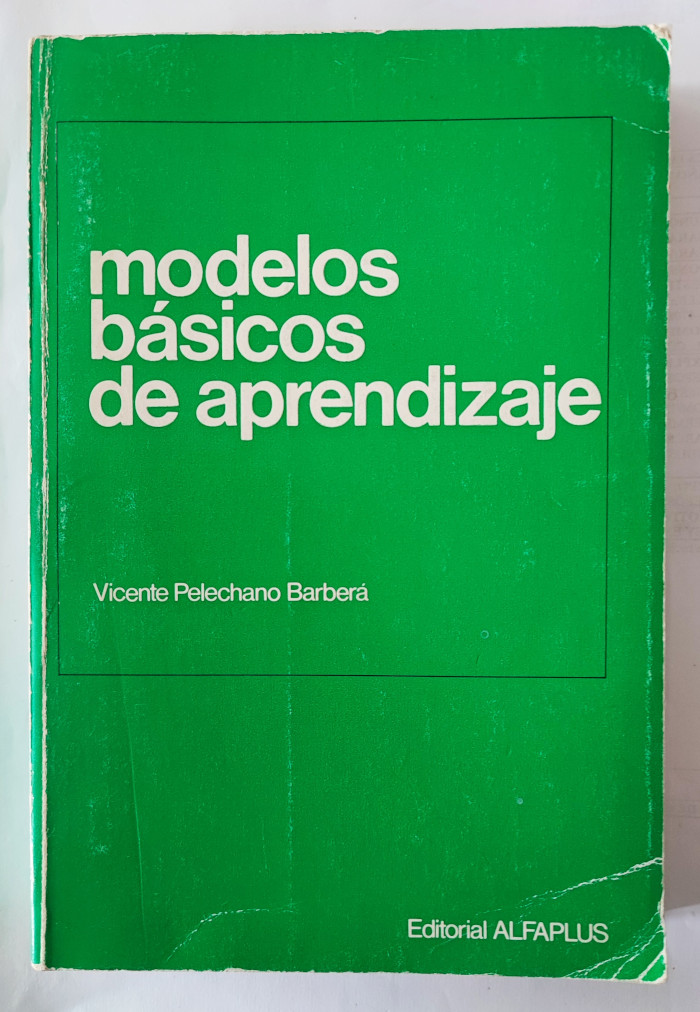 modelos
básicos
de aprendizaje
Vicente Pelechano Barberá
Editorial ALFAPLUS